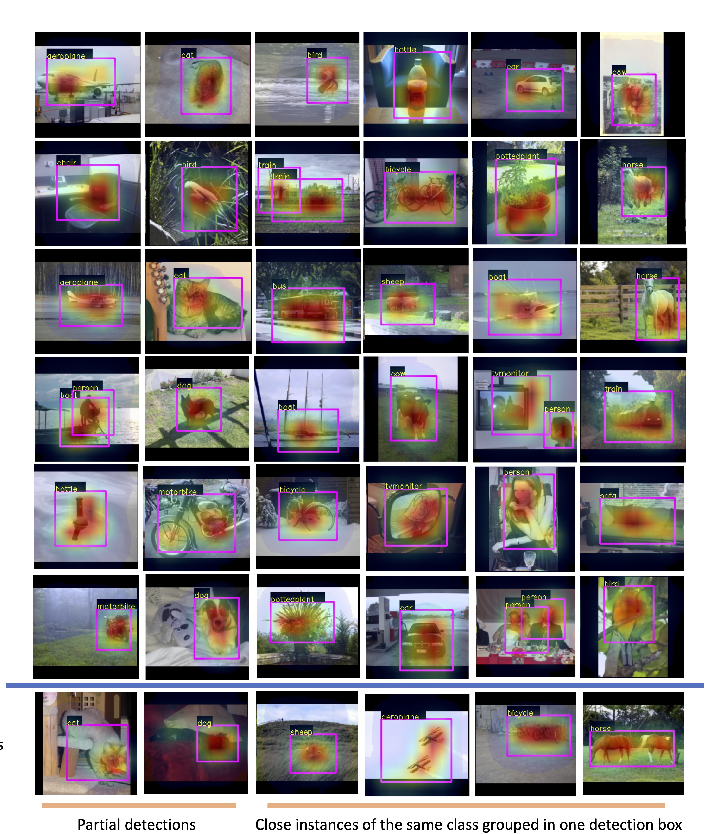 aeroplane cat bird bottle car cow
chair bird train train bicycle pottedplant horse
aeroplane cat bus sheep boat horse
person boat dog boat cow tvmonitor person train
bottle motorbike bicycle tvmonitor person sofa
motorbike dog pottedplant car person person bird
cat dog sheep aeroplane bicycle horse
s
Partial detections
Close instances of the same class grouped in one detection box